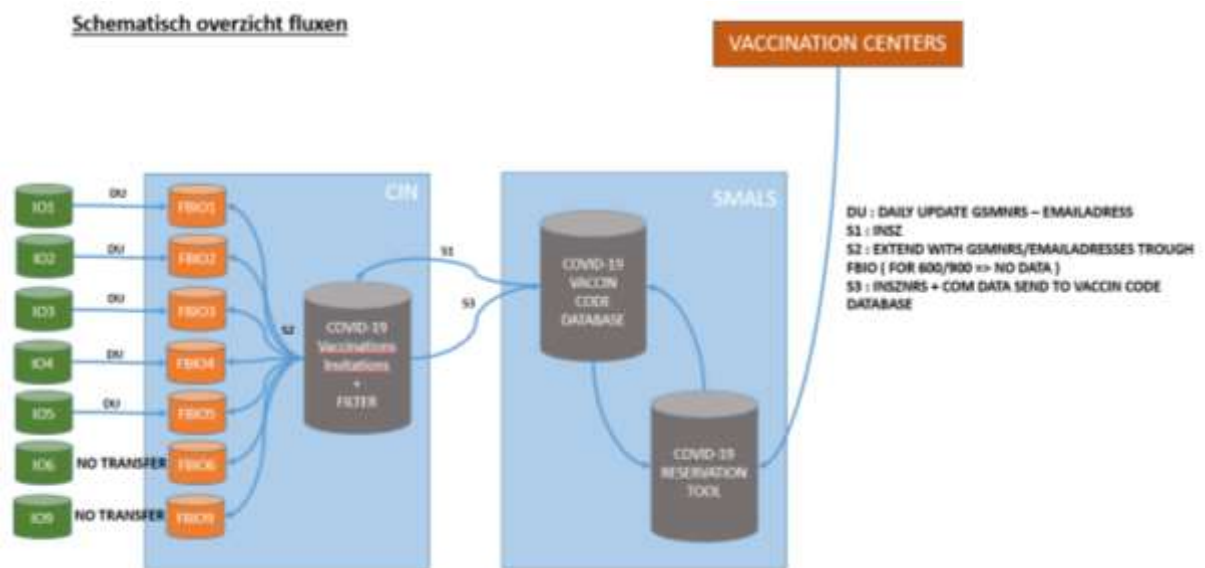 Schematisch overzicht fluxen
VACCINATION CENTERS
CIN
SMALS
IO1
DU
FBIO1
IO2
DU
FBIO2
IO3
DU
FBIO3
IO4
DU
FBIO4
IO5
DU
FBIO5
IO6
NO TRANSFER
FBIO6
IO9
NO TRANSFER
FBIO9
S2
COVID-19
Vaccinations
Invitations
+
FILTER
S1
S3
COVID-19
VACCIN
CODE
DATABASE
COVID-19
RESERVATION
TOOL
DU : DAILY UPDATE GSMNRS – EMAILADRESS
S1 : INSZ
S2 : EXTEND WITH GSMNRS/EMAILADRESSES TROUGH
FBIO ( FOR 600/900 => NO DATA )
S3 : INSZNRS + COM DATA SEND TO VACCIN CODE
DATABASE